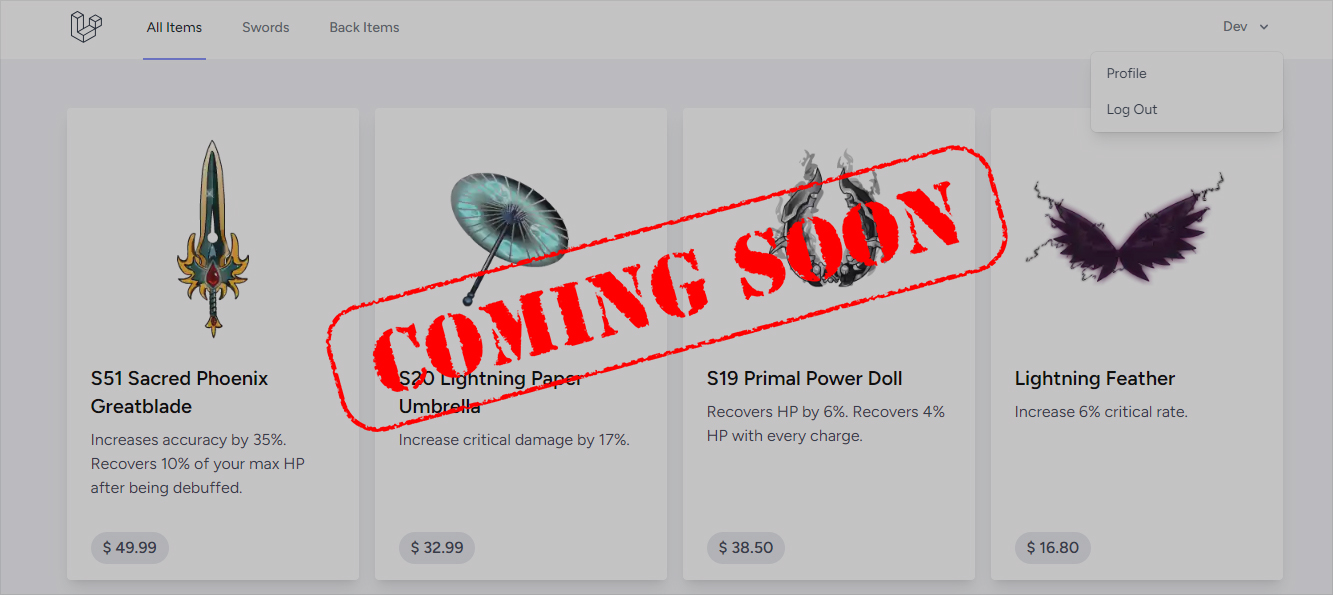 All Items Swords Back Items Dev
Profile
Log Out
COMING SOON
S51 Sacred Phoenix
Greatblade
Increases accuracy by 35%.
Recovers 10% of your max HP
after being debuffed.
$ 49.99
S20 Lightning Paper
Umbrella
Increase critical damage by 17%.
$ 32.99
S19 Primal Power Doll
Recovers HP by 6%. Recovers 4%
HP with every charge.
$ 38.50
Lightning Feather
Increase 6% critical rate.
$ 16.80